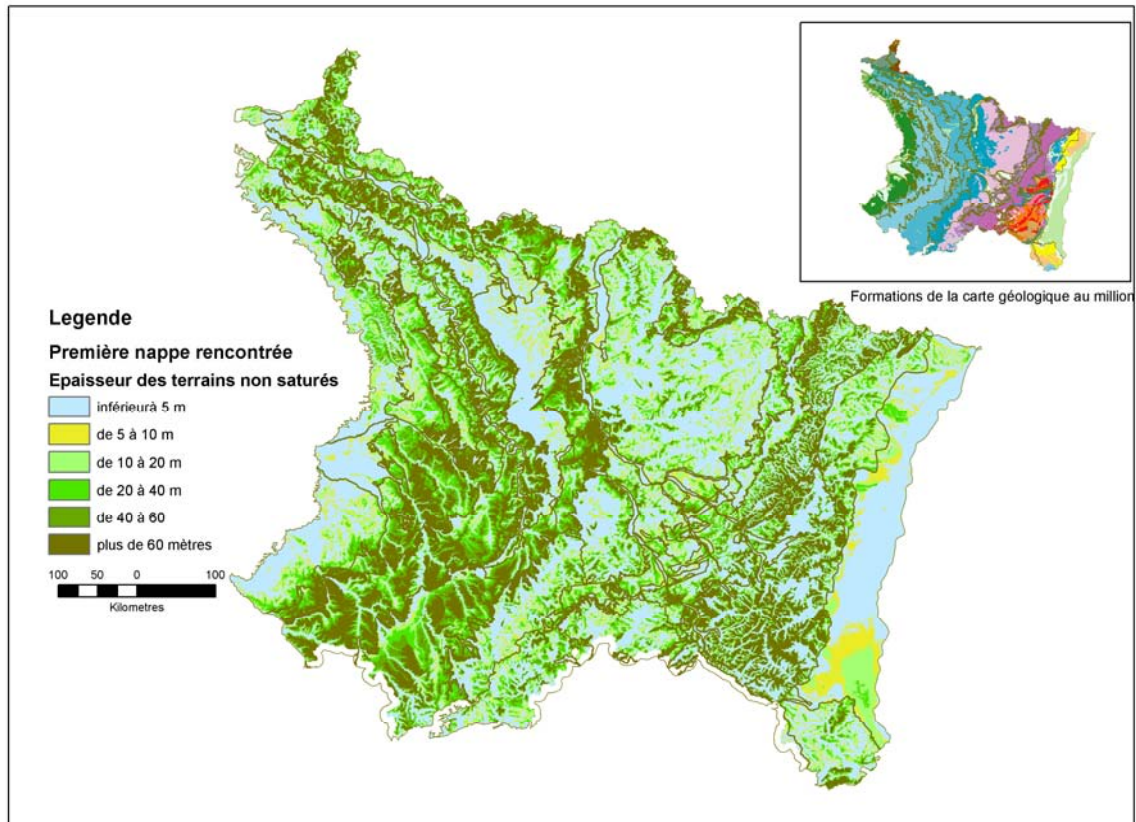 Formations de la carte géologique au million
Legende
Première nappe rencontrée
Epaisseur des terrains non saturés
inférieurà 5 m
de 5 à 10 m
de 10 à 20 m
de 20 à 40 m
de 40 à 60
plus de 60 mètres
100 50 0 100
Kilometres